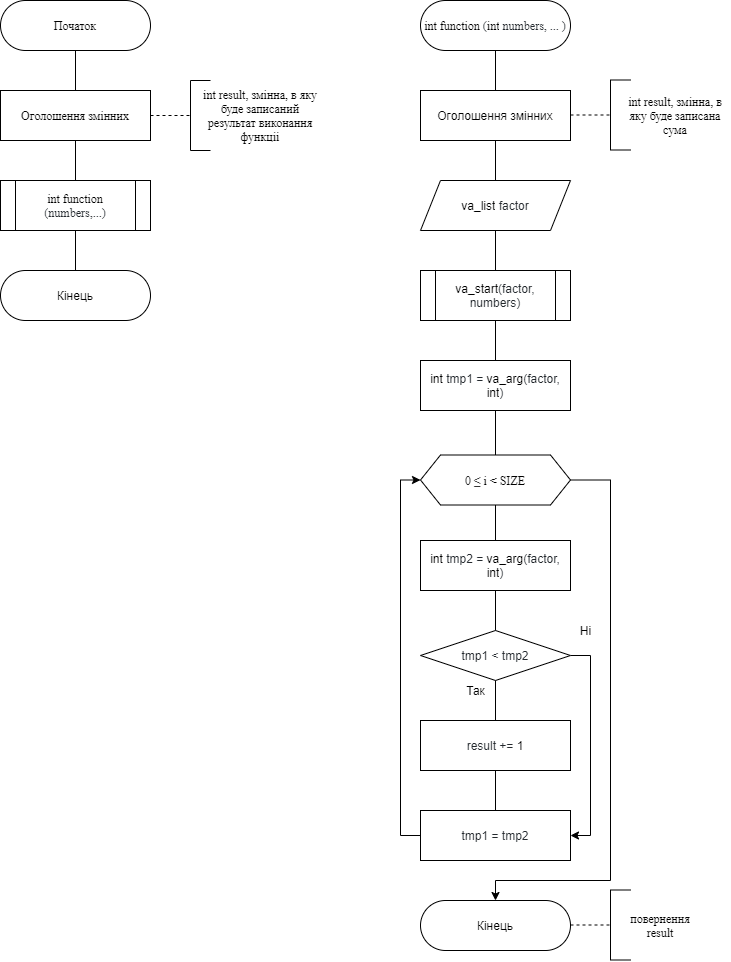 Початок
Оголошення змінних
int result, змінна, в яку
буде записаний
результат виконання
функції
int function
(numbers,...)
Кінець
int function (int numbers, ... )
Оголошення змінних
int result, змінна, в
яку буде записана
сума
va_list factor
va_start(factor,
numbers)
int tmp1 = va_arg(factor,
int)
0 ≤ i < SIZE
int tmp2 = va_arg(factor,
int)
Ні
tmp1 < tmp2
Так
result += 1
tmp1 = tmp2
Кінець
повернення
result